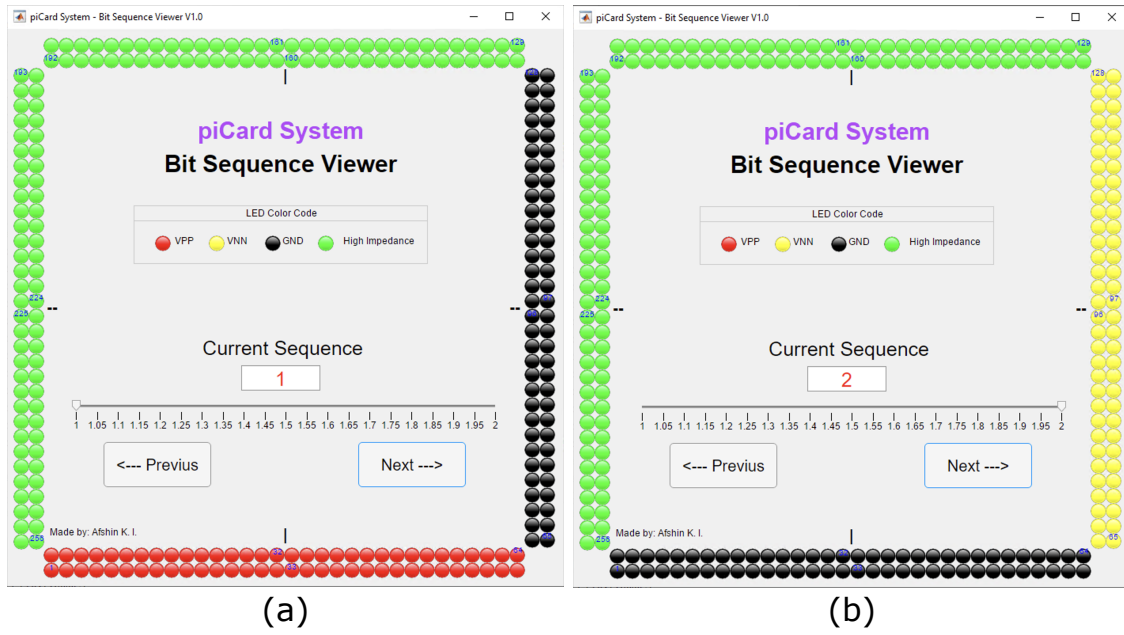 piCard System - Bit Sequence Viewer V1.0
161
129
192
160
193
piCard System
Bit Sequence Viewer
LED Color Code
VPP
VNN
GND
High Impedance
224
225
--
--
Current Sequence
1
1 1.05 1.1 1.15 1.2 1.25 1.3 1.35 1.4 1.45 1.5 1.55 1.6 1.65 1.7 1.75 1.8 1.85 1.9 1.95 2
<--- Previus
Next --->
Made by: Afshin K. I.
256
32
64
1
33
(a)
piCard System - Bit Sequence Viewer V1.0
161
129
192
160
193
128
piCard System
Bit Sequence Viewer
LED Color Code
VPP
VNN
GND
High Impedance
224
97
225
96
--
--
Current Sequence
2
1 1.05 1.1 1.15 1.2 1.25 1.3 1.35 1.4 1.45 1.5 1.55 1.6 1.65 1.7 1.75 1.8 1.85 1.9 1.95 2
<--- Previus
Next --->
Made by: Afshin K. I.
256
65
64
(b)